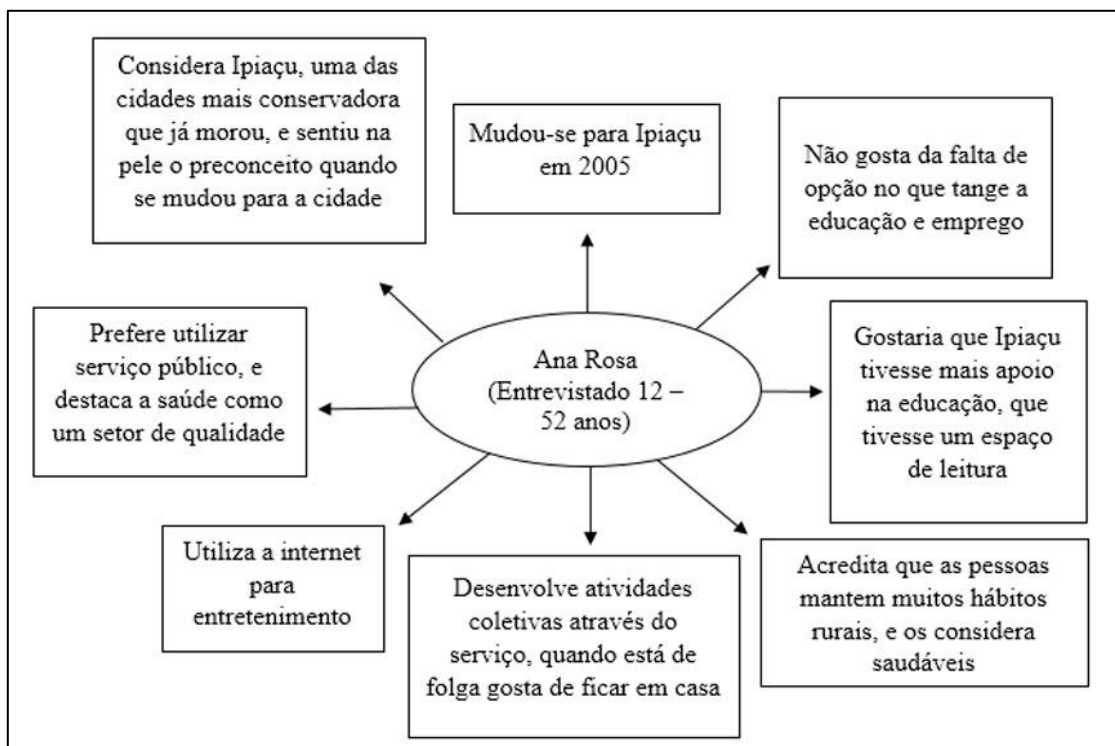 Considera Ipiaçu, uma das
cidades mais conservadora
que já morou, e sentiu na
pele o preconceito quando
se mudou para a cidade
Mudou-se para Ipiaçu
em 2005
Não gosta da falta de
opção no que tange a
educação e emprego
Prefere utilizar
serviço público, e
destaca a saúde como
um setor de qualidade
Ana Rosa
(Entrevistado 12 –
52 anos)
Gostaria que Ipiaçu
tivesse mais apoio
na educação, que
tivesse um espaço
de leitura
Utiliza a internet
para
entretenimento
Desenvolve atividades
coletivas através do
serviço, quando está de
folga gosta de ficar em casa
Acredita que as pessoas
mantem muitos hábitos
rurais, e os considera
saudáveis